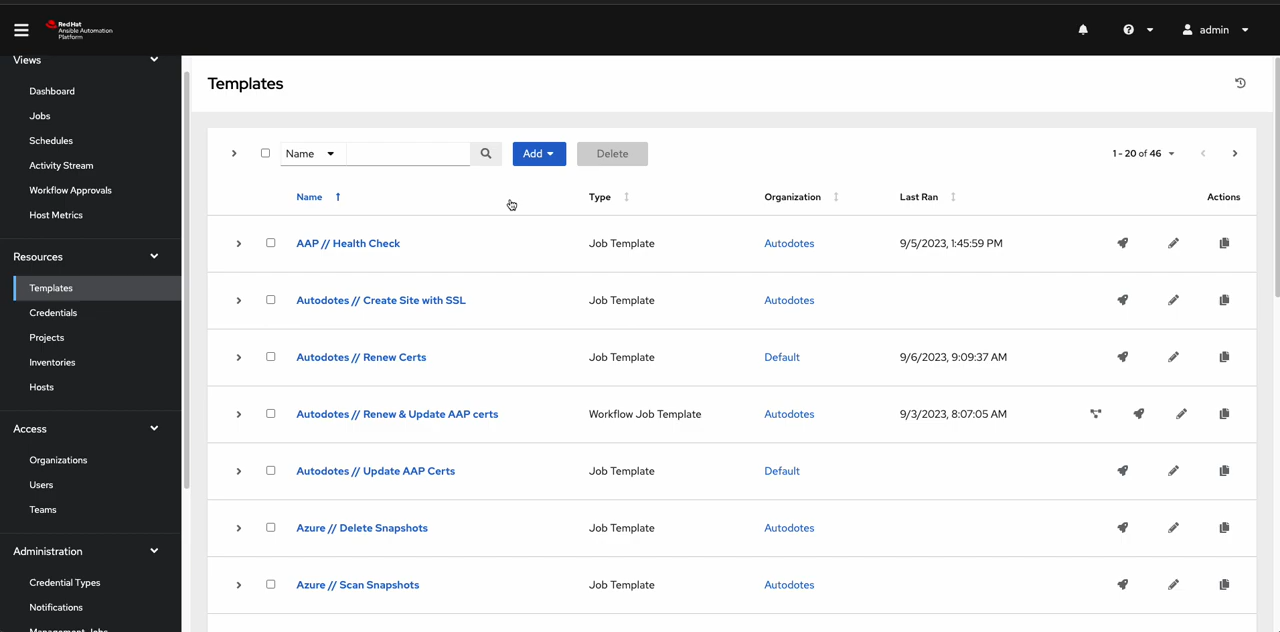 Red Hat
Ansible Automation
Platform
admin
Views
Dashboard
Jobs
Schedules
Activity Stream
Workflow Approvals
Host Metrics
Resources
Templates
Credentials
Projects
Inventories
Hosts
Access
Organizations
Users
Teams
Administration
Credential Types
Notifications
Management Jobs
Templates
Name Add Delete 1 - 20 of 46
Name Type Organization Last Ran Actions
AAP // Health Check Job Template Autodotes 9/5/2023, 1:45:59 PM
Autodotes // Create Site with SSL Job Template Autodotes
Autodotes // Renew Certs Job Template Default 9/6/2023, 9:09:37 AM
Autodotes // Renew & Update AAP certs Workflow Job Template Autodotes 9/3/2023, 8:07:05 AM
Autodotes // Update AAP Certs Job Template Default
Azure // Delete Snapshots Job Template Autodotes
Azure // Scan Snapshots Job Template Autodotes